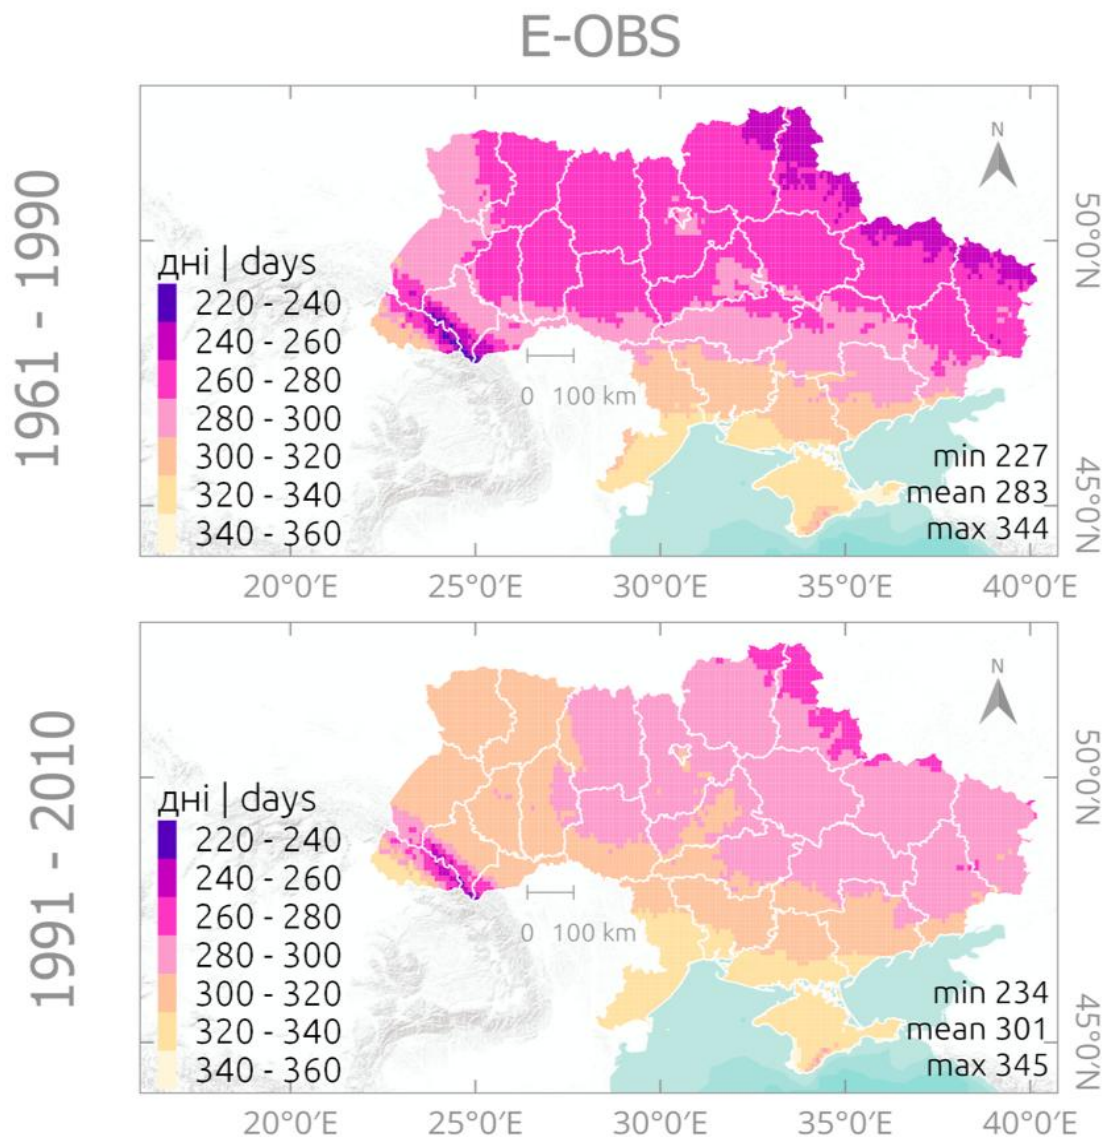 E-OBS
1961 - 1990
N
50°0′N
дні | days
220 - 240
240 - 260
260 - 280
280 - 300
300 - 320
320 - 340
340 - 360
0 100 km
min 227
mean 283
max 344
45°0′N
20°0′E 25°0′E 30°0′E 35°0′E 40°0′E
1991 - 2010
N
50°0′N
дні | days
220 - 240
240 - 260
260 - 280
280 - 300
300 - 320
320 - 340
340 - 360
0 100 km
min 234
mean 301
max 345
45°0′N
20°0′E 25°0′E 30°0′E 35°0′E 40°0′E